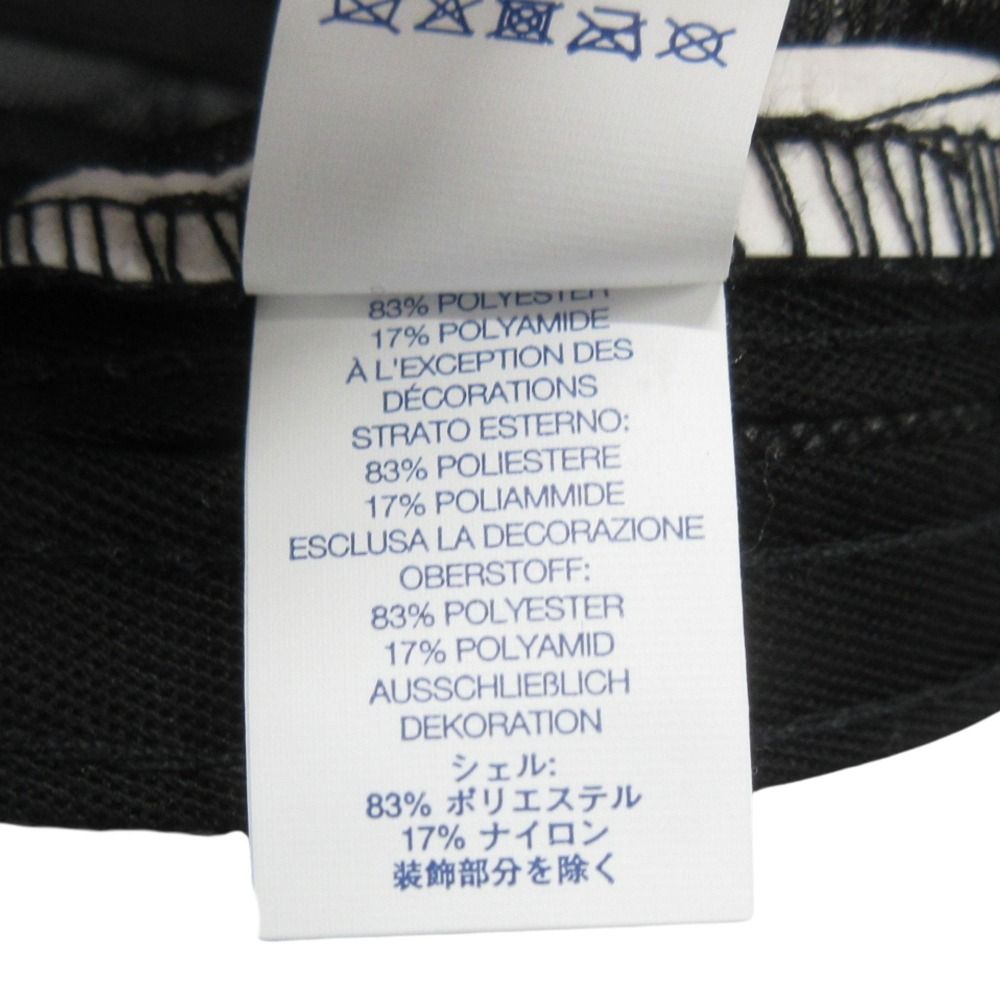 83% POLYESTER
17% POLYAMIDE
À L'EXCEPTION DES
DÉCORATIONS
STRATO ESTERNO:
83% POLIESTERE
17% POLIAMMIDE
ESCLUSA LA DECORAZIONE
OBERSTOFF:
83% POLYESTER
17% POLYAMID
AUSSCHLIEßLICH
DEKORATION
シェル:
83% ポリエステル
17% ナイロン
装飾部分を除く